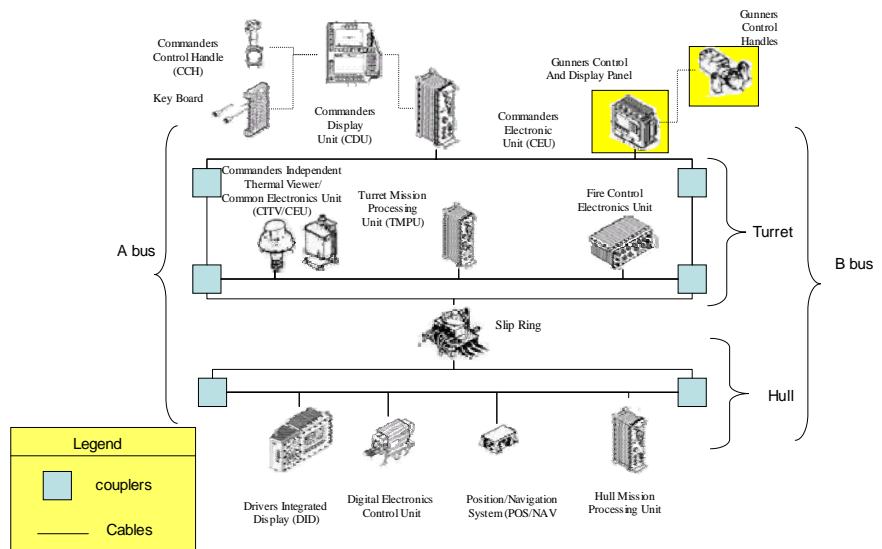 Gunners
Control
Handles
Commanders
Control Handle
(CCH)
Gunners Control
And Display Panel
Key Board
Commanders
Display
Unit (CDU)
Commanders
Electronic
Unit (CEU)
Commanders Independent
Thermal Viewer/
Common Electronics Unit
(CITV/CEU)
Turret Mission
Processing
Unit (TMPU)
Fire Control
Electronics Unit
Turret
A bus
B bus
Slip Ring
Hull
Legend
couplers
Cables
Drivers Integrated
Display (DID)
Digital Electronics
Control Unit
Position/Navigation
System (POS/NAV
Hull Mission
Processing Unit